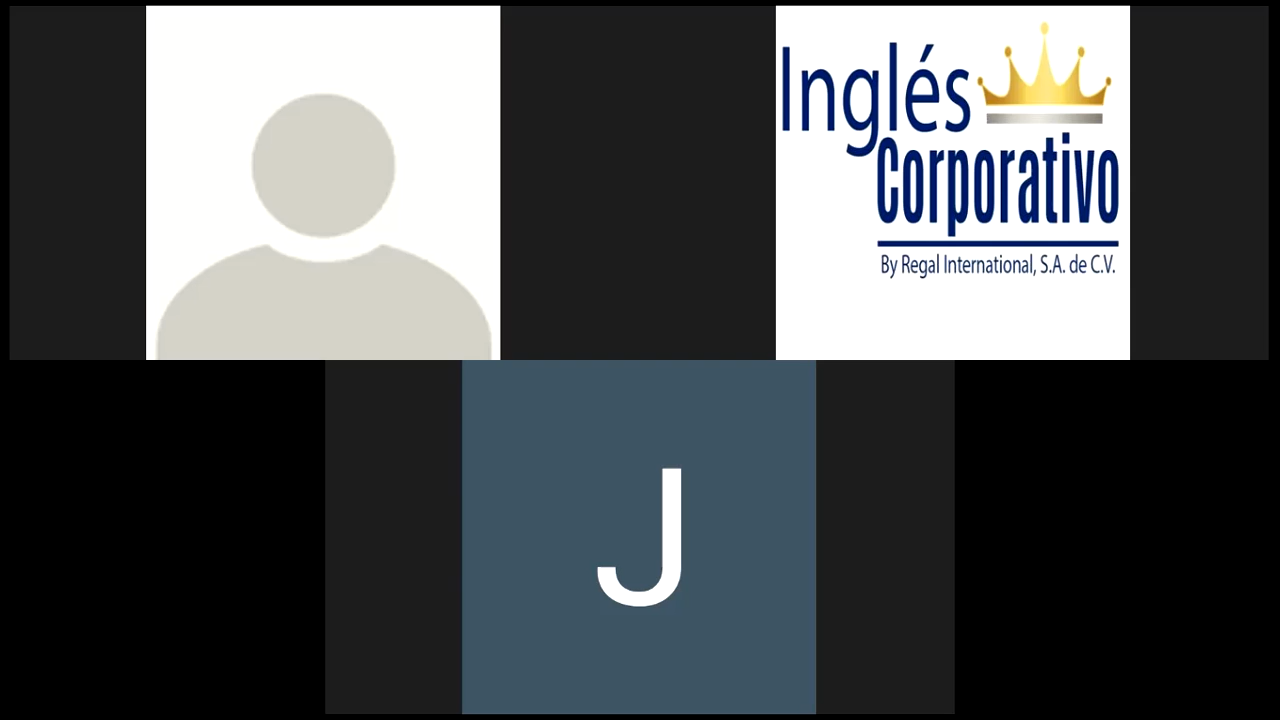 Inglés
Corporativo
By Regal International, S.A. de C.V.
J